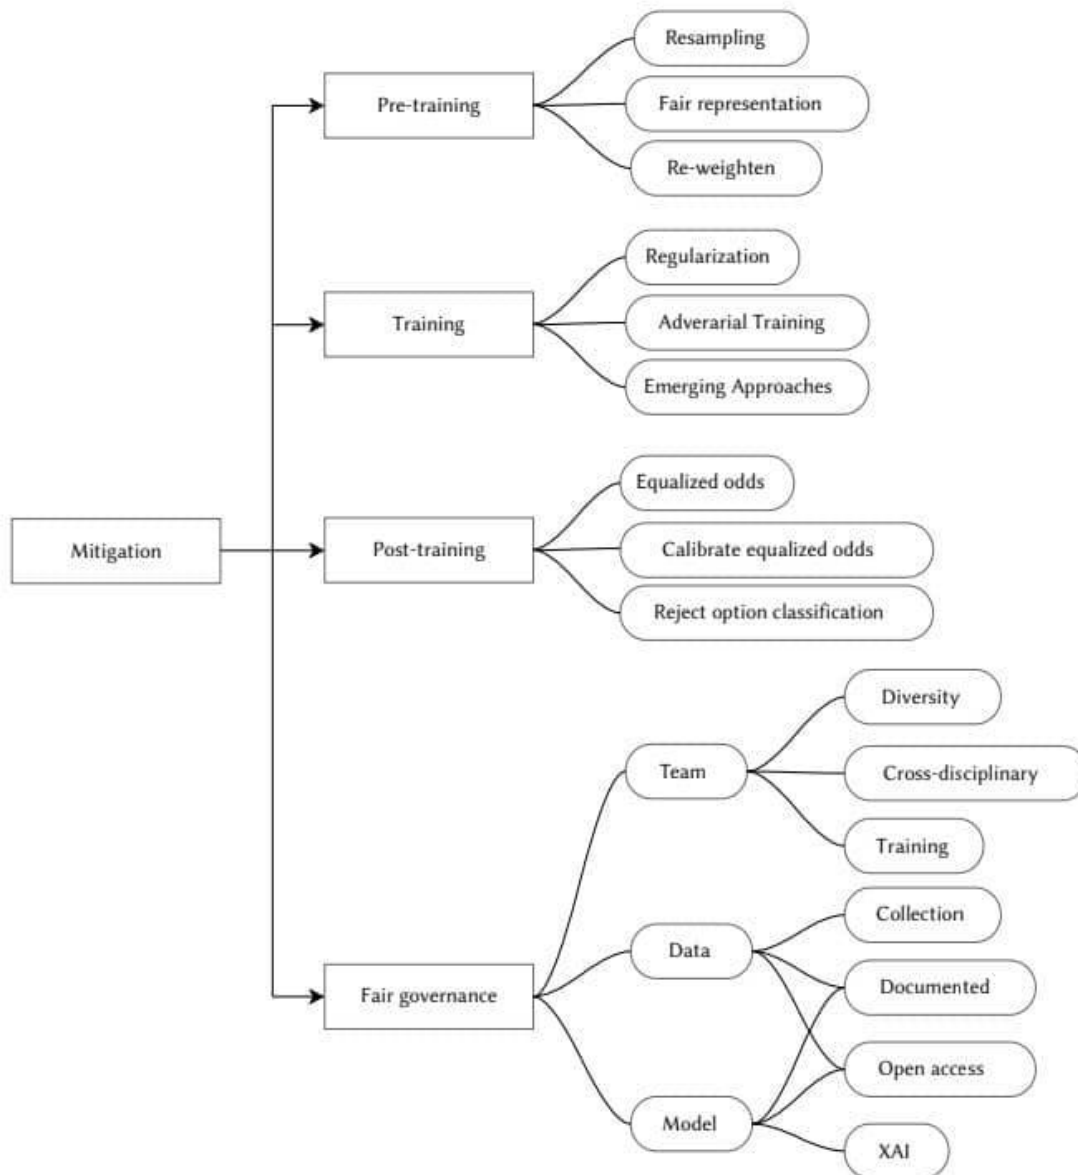 Resampling
Pre-training
Fair representation
Re-weighten
Regularization
Training
Adverarial Training
Emerging Approaches
Equalized odds
Mitigation
Post-training
Calibrate equalized odds
Reject option classification
Diversity
Team
Cross-disciplinary
Training
Collection
Data
Documented
Fair governance
Open access
Model
XAI